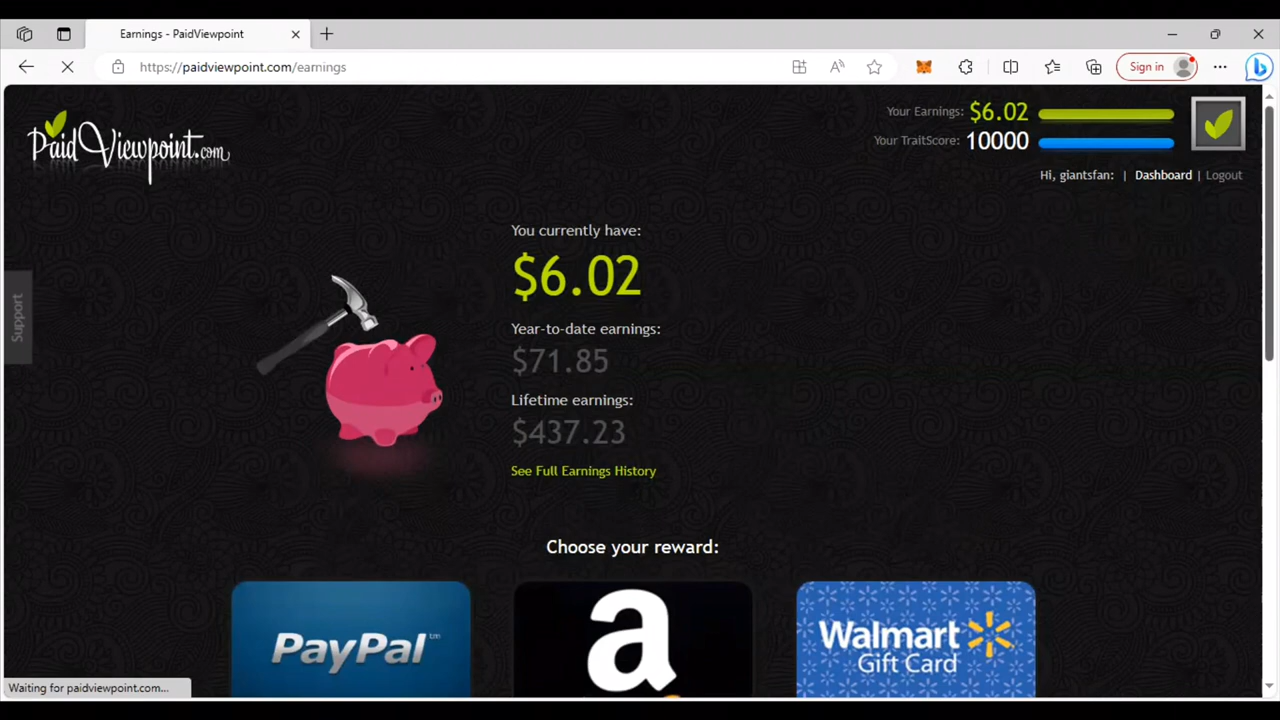 Earnings - PaidViewpoint
https://paidviewpoint.com/earnings
Sign in
PaidViewpoint.com
Your Earnings: $6.02
Your TraitScore: 10000
Hi, giantsfan: | Dashboard | Logout
Support
You currently have:
$6.02
Year-to-date earnings:
$71.85
Lifetime earnings:
$437.23
See Full Earnings History
Choose your reward:
PayPal™
a
Walmart
Gift Card
Waiting for paidviewpoint.com...